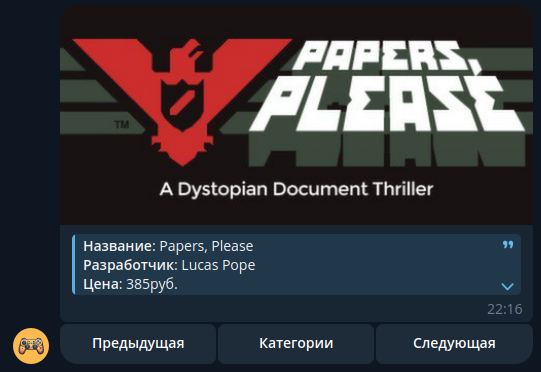 PAPERS,
PLEASE
TM
A Dystopian Document Thriller
Название: Papers, Please
Разработчик: Lucas Pope
Цена: 385руб.
22:16
Предыдущая
Категории
Следующая